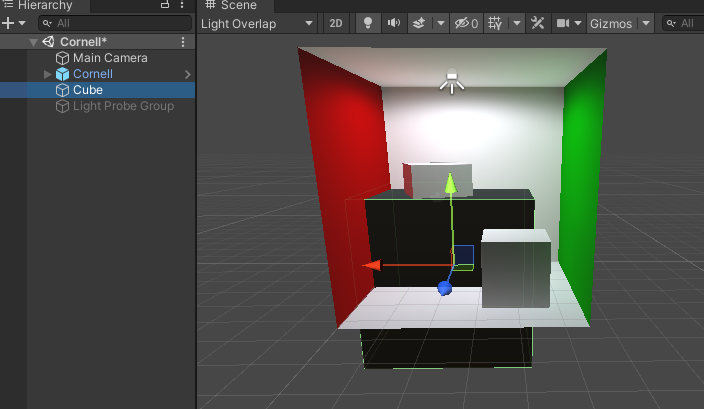 Hierarchy
All
Cornell*
Main Camera
Cornell
Cube
Light Probe Group
Scene
Light Overlap 2D 0 Gizmos All